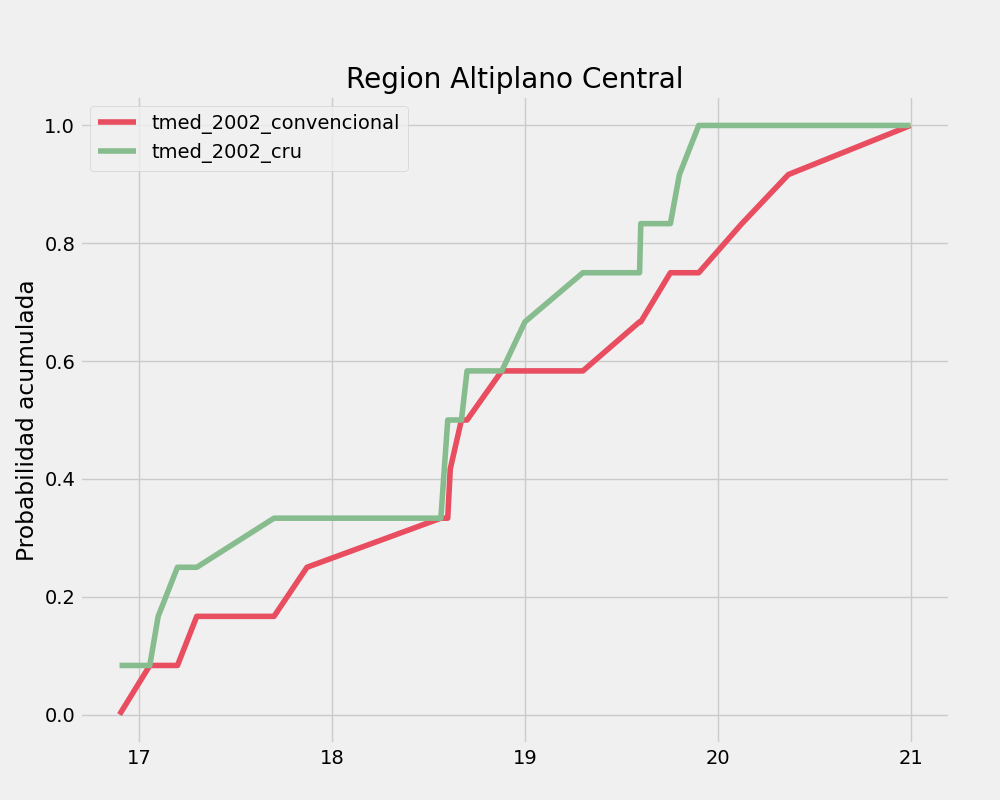 Region Altiplano Central
tmed_2002_convencional
tmed_2002_cru
Probabilidad acumulada
1.0
0.8
0.6
0.4
0.2
0.0
17 18 19 20 21